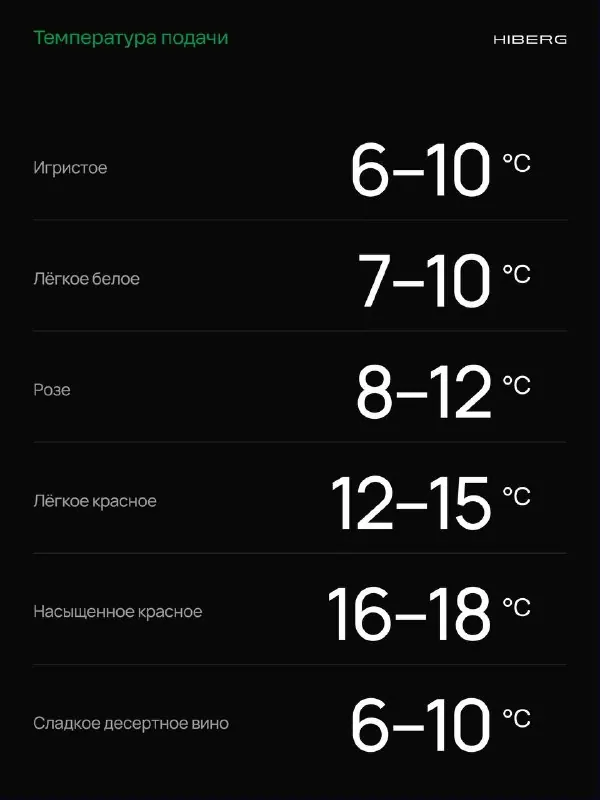 Температура подачи
HIBERG
Игристое
6–10 °C
Лёгкое белое
7–10 °C
Розе
8–12 °C
Лёгкое красное
12–15 °C
Насыщенное красное
16–18 °C
Сладкое десертное вино
6–10 °C